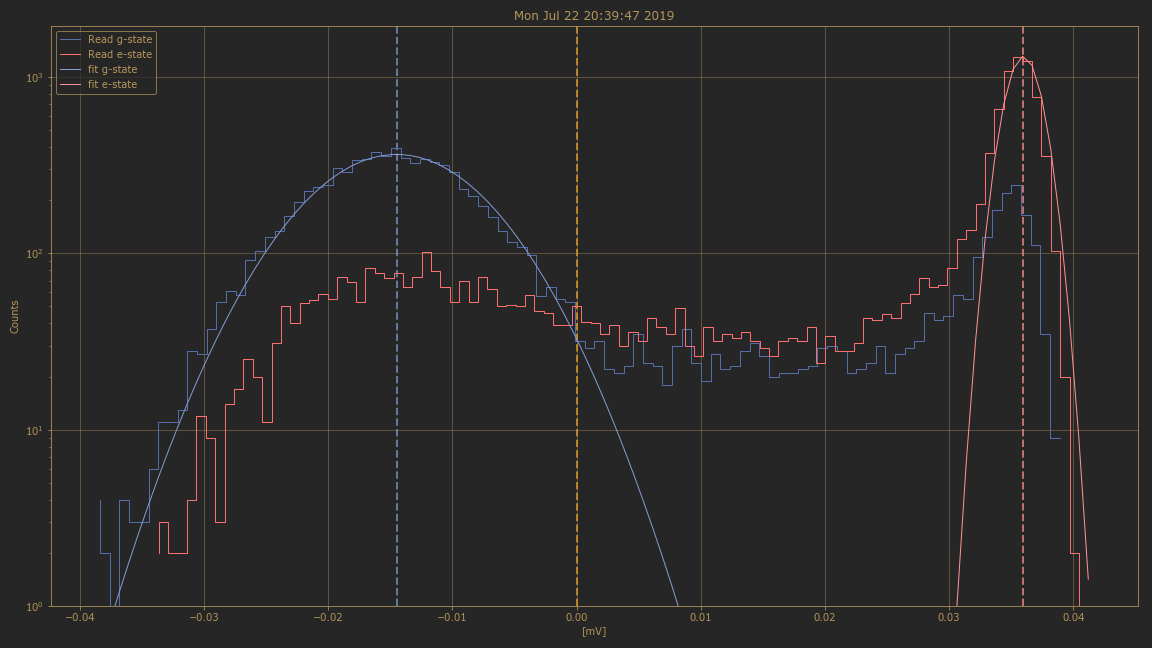 Mon Jul 22 20:39:47 2019
Read g-state
Read e-state
fit g-state
fit e-state
10³
10²
10¹
10⁰
Counts
−0.04 −0.03 −0.02 −0.01 0.00 0.01 0.02 0.03 0.04
[mV]